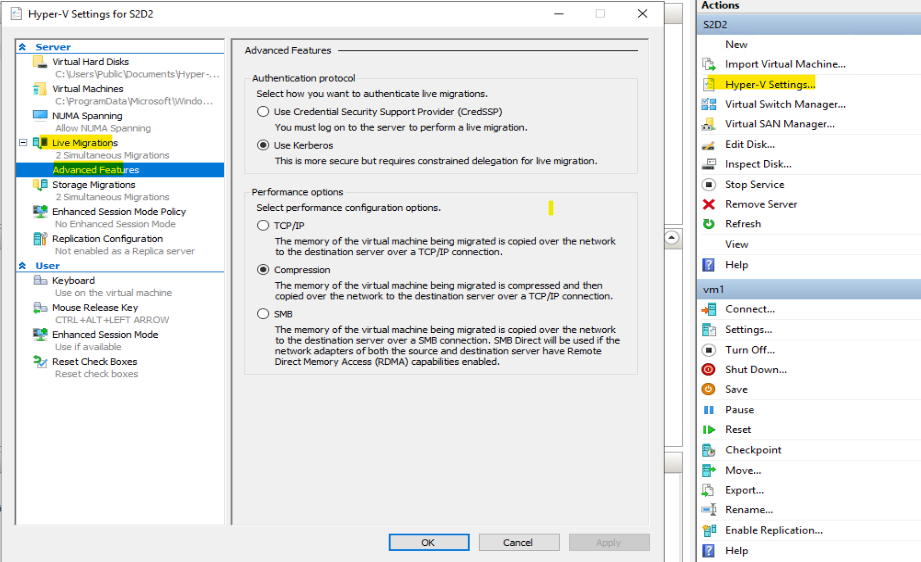 Hyper-V Settings for S2D2
Server
Virtual Hard Disks
C:\Users\Public\Documents\Hyper-...
Virtual Machines
C:\ProgramData\Microsoft\Windo...
NUMA Spanning
Allow NUMA Spanning
Live Migrations
2 Simultaneous Migrations
Advanced Features
Storage Migrations
2 Simultaneous Migrations
Enhanced Session Mode Policy
No Enhanced Session Mode
Replication Configuration
Not enabled as a Replica server
User
Keyboard
Use on the virtual machine
Mouse Release Key
CTRL+ALT+LEFT ARROW
Enhanced Session Mode
Use if available
Reset Check Boxes
Reset check boxes
Advanced Features
Authentication protocol
Select how you want to authenticate live migrations.
Use Credential Security Support Provider (CredSSP)
You must log on to the server to perform a live migration.
Use Kerberos
This is more secure but requires constrained delegation for live migration.
Performance options
Select performance configuration options.
TCP/IP
The memory of the virtual machine being migrated is copied over the network
to the destination server over a TCP/IP connection.
Compression
The memory of the virtual machine being migrated is compressed and then
copied over the network to the destination server over a TCP/IP connection.
SMB
The memory of the virtual machine being migrated is copied over the network
to the destination server over a SMB connection. SMB Direct will be used if the
network adapters of both the source and destination server have Remote
Direct Memory Access (RDMA) capabilities enabled.
OK
Cancel
Apply
Actions
S2D2
New
Import Virtual Machine...
Hyper-V Settings...
Virtual Switch Manager...
Virtual SAN Manager...
Edit Disk...
Inspect Disk...
Stop Service
Remove Server
Refresh
View
Help
vm1
Connect...
Settings...
Turn Off...
Shut Down...
Save
Pause
Reset
Checkpoint
Move...
Export...
Rename...
Enable Replication...
Help